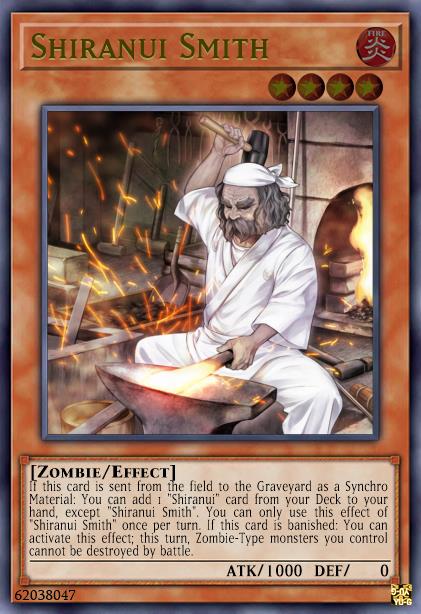 Shiranui Smith
FIRE
炎
[Zombie/Effect]
If this card is sent from the field to the Graveyard as a Synchro
Material: You can add 1 "Shiranui" card from your Deck to your
hand, except "Shiranui Smith". You can only use this effect of
"Shiranui Smith" once per turn. If this card is banished: You can
activate this effect; this turn, Zombie-Type monsters you control
cannot be destroyed by battle.
ATK/1000 DEF/ 0
62038047